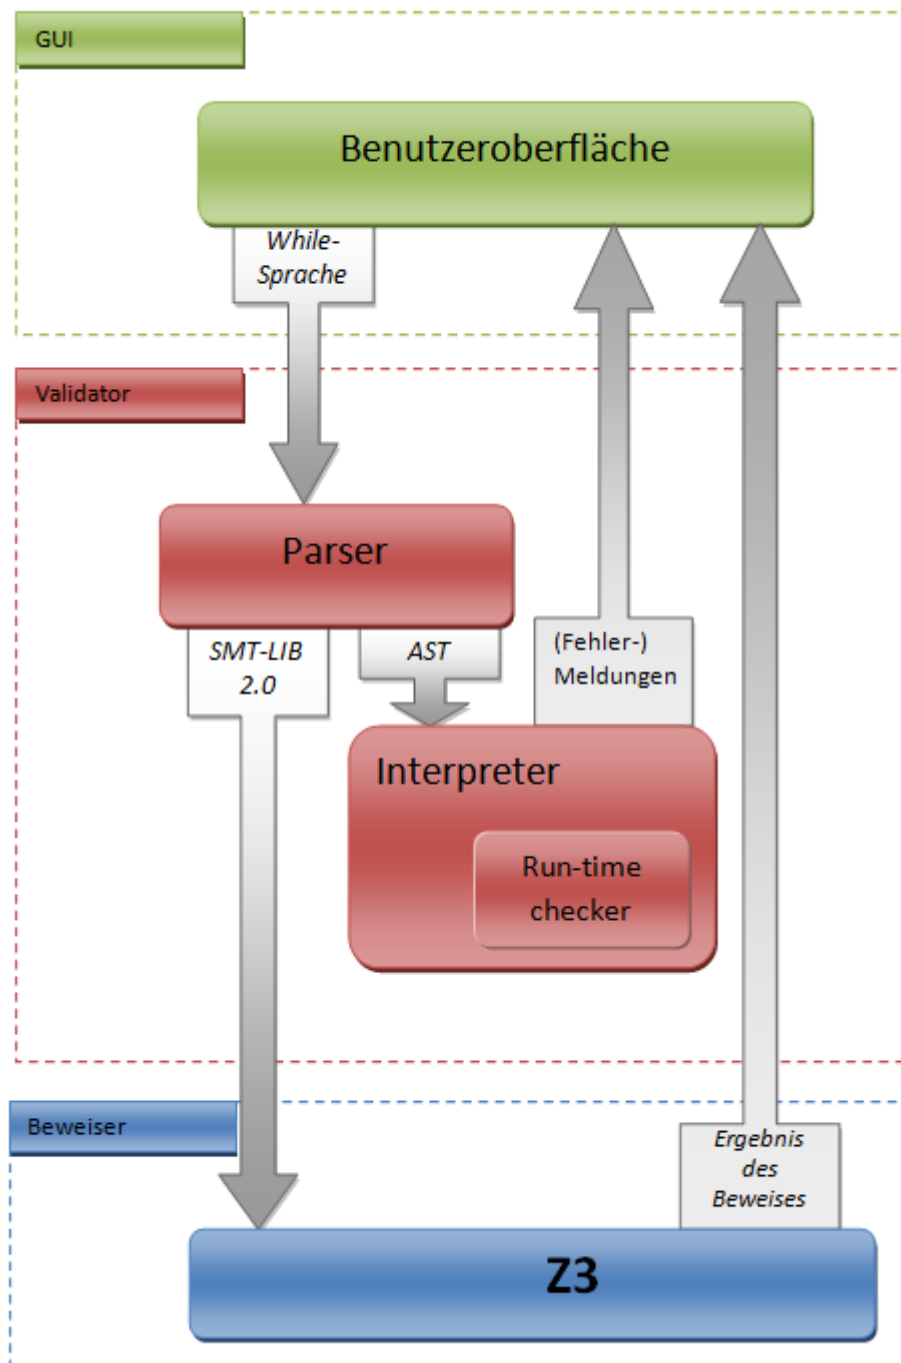 GUI
Benutzeroberfläche
While-
Sprache
Validator
Parser
SMT-LIB
2.0
AST
(Fehler-)
Meldungen
Interpreter
Run-time
checker
Beweiser
Ergebnis
des
Beweises
Z3